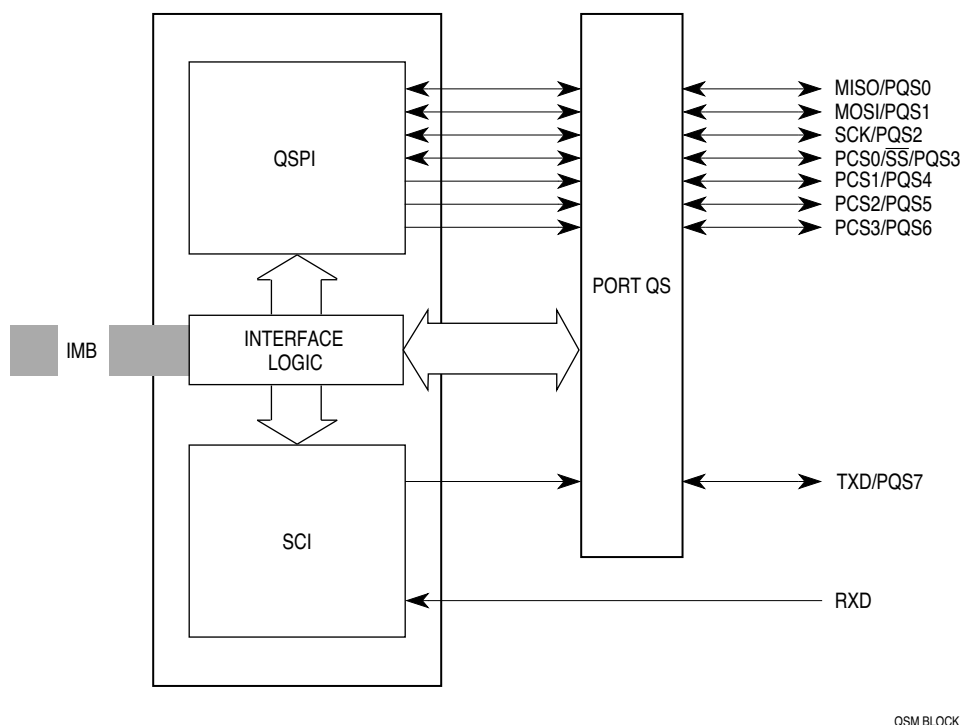 QSPI
MISO/PQS0
MOSI/PQS1
SCK/PQS2
PCS0/S̅S̅/PQS3
PCS1/PQS4
PCS2/PQS5
PCS3/PQS6
PORT QS
IMB
INTERFACE
LOGIC
SCI
TXD/PQS7
RXD
QSM BLOCK